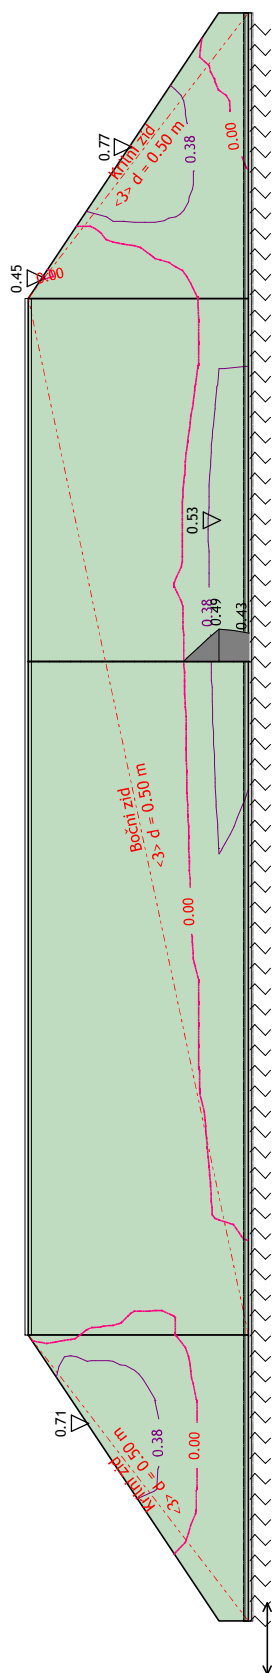 0.77
Krilni zid
<3> d = 0.50 m
0.38
0.00
0.45
0.00
0.53
0.38
0.49
0.43
Bočni zid
<3> d = 0.50 m
0.00
0.71
Krilni zid
<3> d = 0.50 m
0.38
0.00